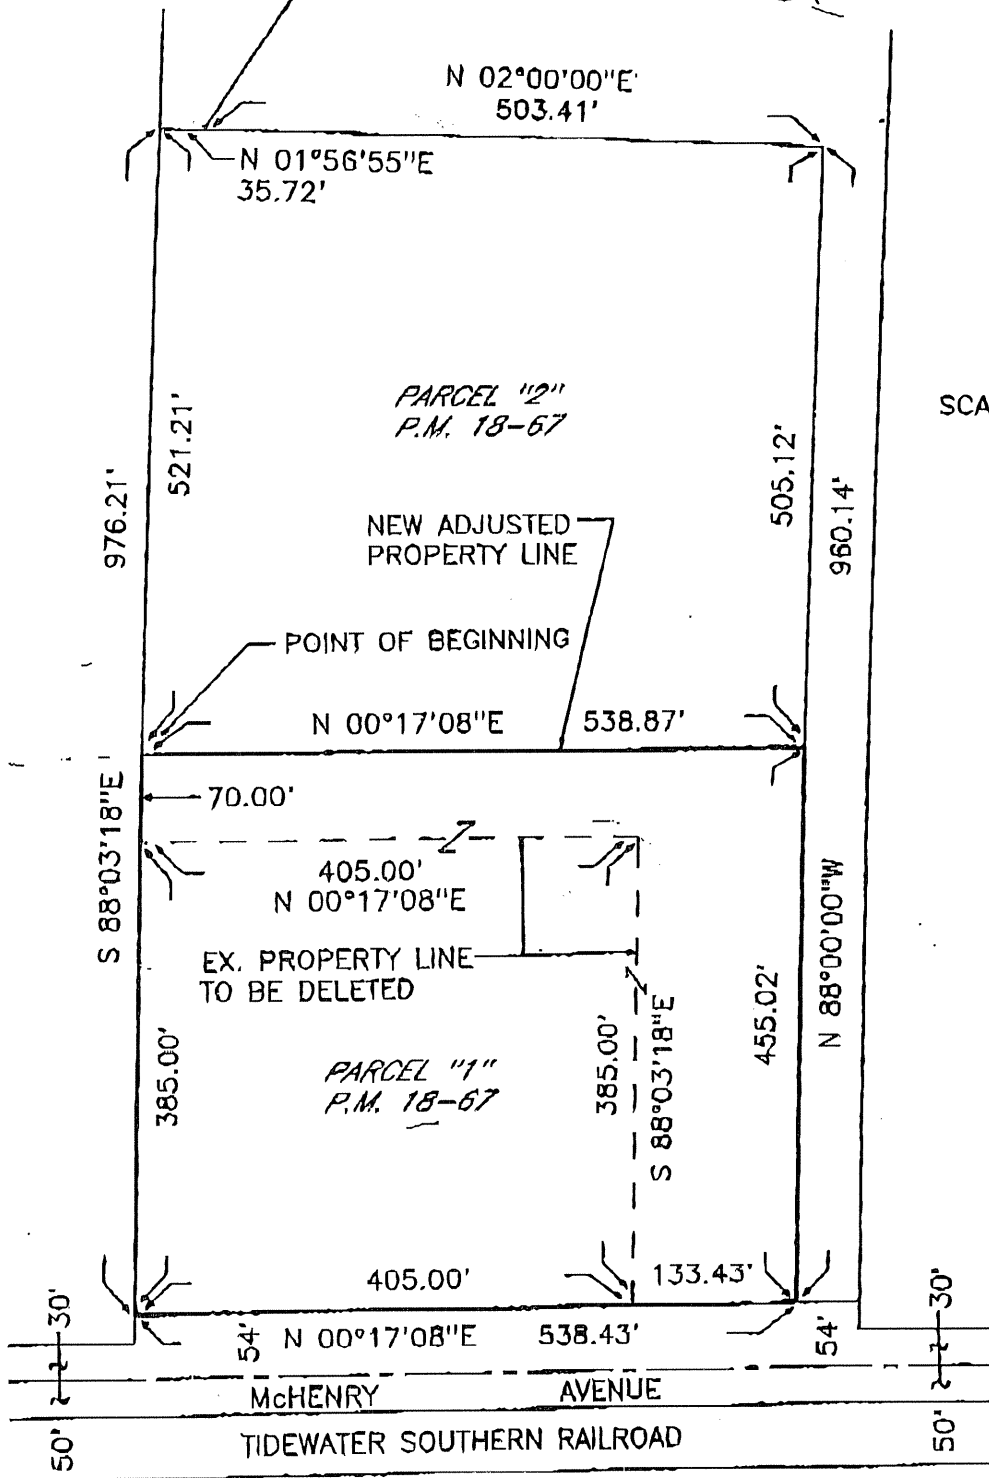 N 02°00'00"E
503.41'
N 01°56'55"E
35.72'
PARCEL "2"
P.M. 18-67
SCA
976.21'
521.21'
505.12'
960.14'
NEW ADJUSTED
PROPERTY LINE
POINT OF BEGINNING
N 00°17'08"E 538.87'
S 88°03'18"E
70.00'
405.00'
N 00°17'08"E
EX. PROPERTY LINE
TO BE DELETED
N 88°00'00"W
455.02'
385.00'
PARCEL "1"
P.M. 18-67
385.00'
S 88°03'18"E
405.00'
133.43'
30'
54'
N 00°17'08"E 538.43'
54'
30'
McHENRY AVENUE
50'
TIDEWATER SOUTHERN RAILROAD
50'